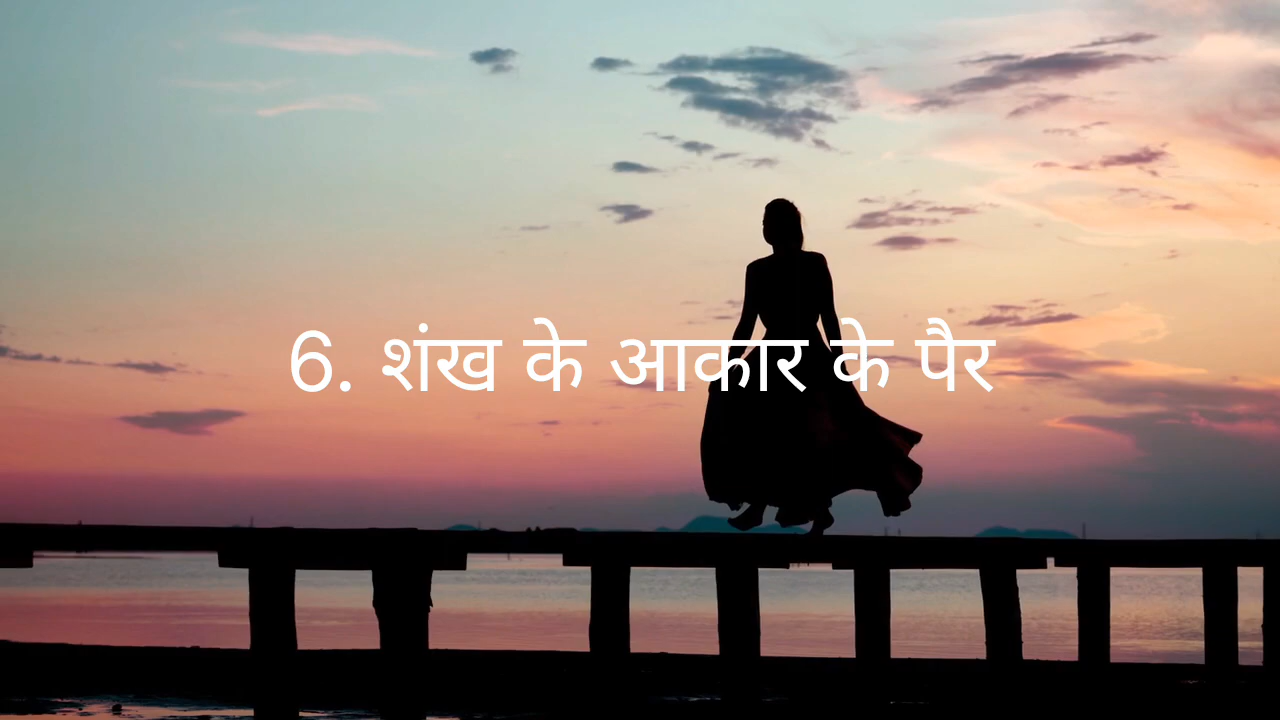 6. शंख के आकार के पैर